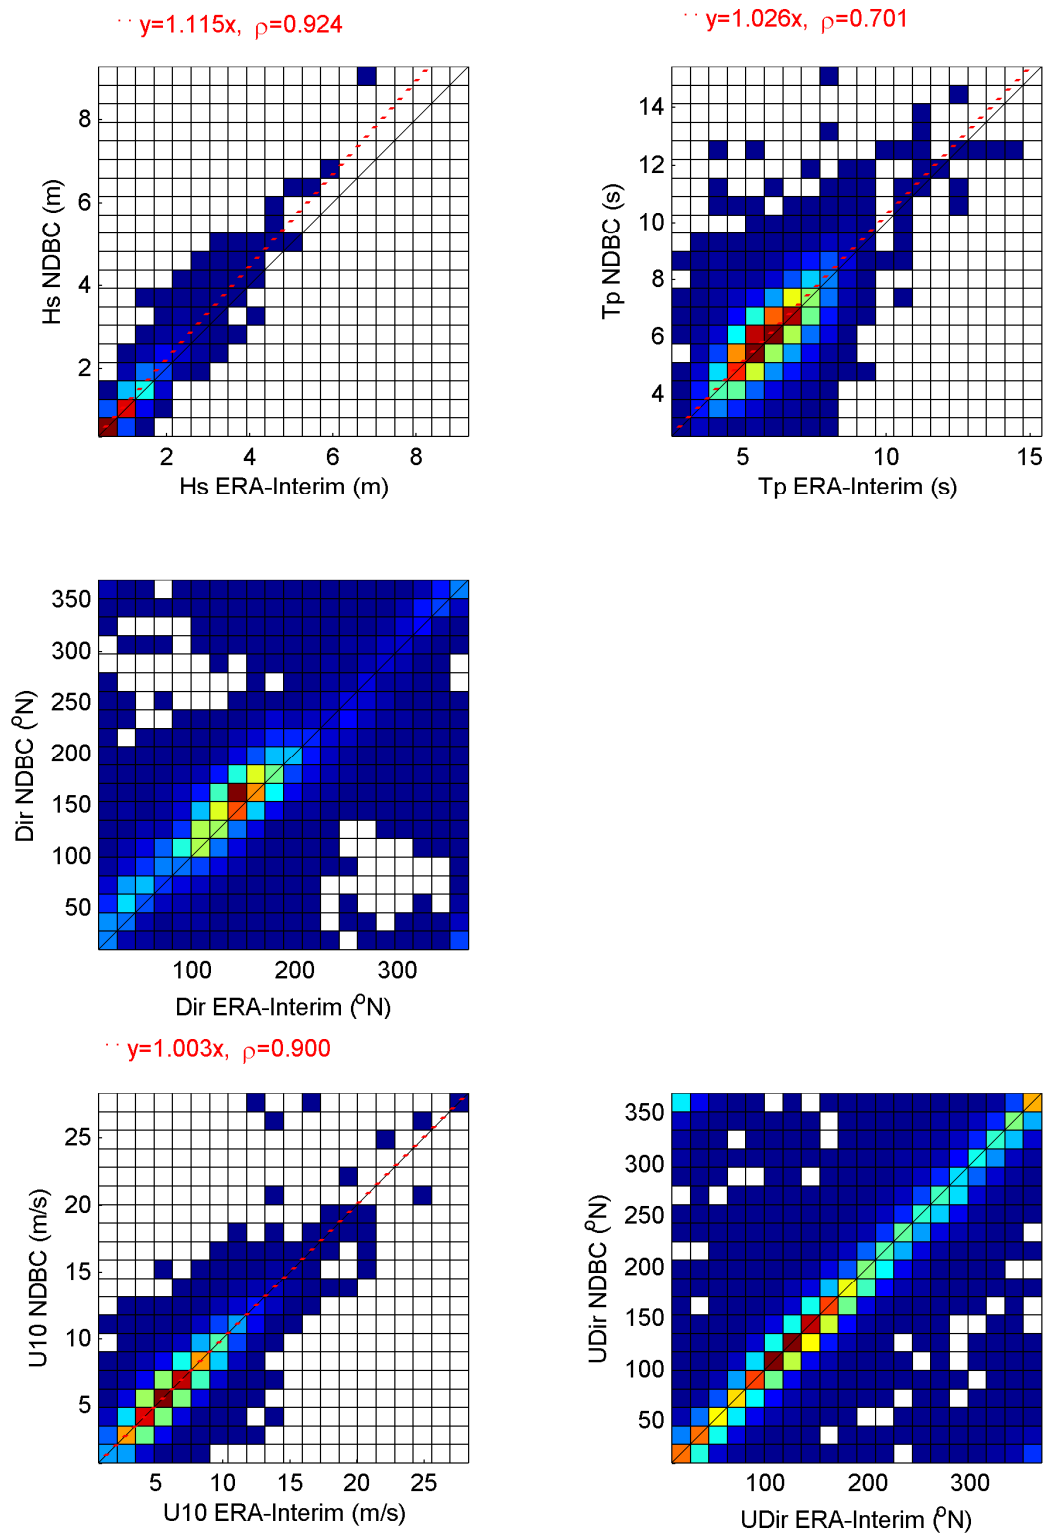 y=1.115x, ρ=0.924
y=1.026x, ρ=0.701
8
6
4
2
Hs NDBC (m)
2 4 6 8
Hs ERA-Interim (m)
14
12
10
8
6
4
Tp NDBC (s)
5 10 15
Tp ERA-Interim (s)
350
300
250
200
150
100
50
Dir NDBC (°N)
100 200 300
Dir ERA-Interim (°N)
y=1.003x, ρ=0.900
25
20
15
10
5
U10 NDBC (m/s)
5 10 15 20 25
U10 ERA-Interim (m/s)
350
300
250
200
150
100
50
UDir NDBC (°N)
100 200 300
UDir ERA-Interim (°N)